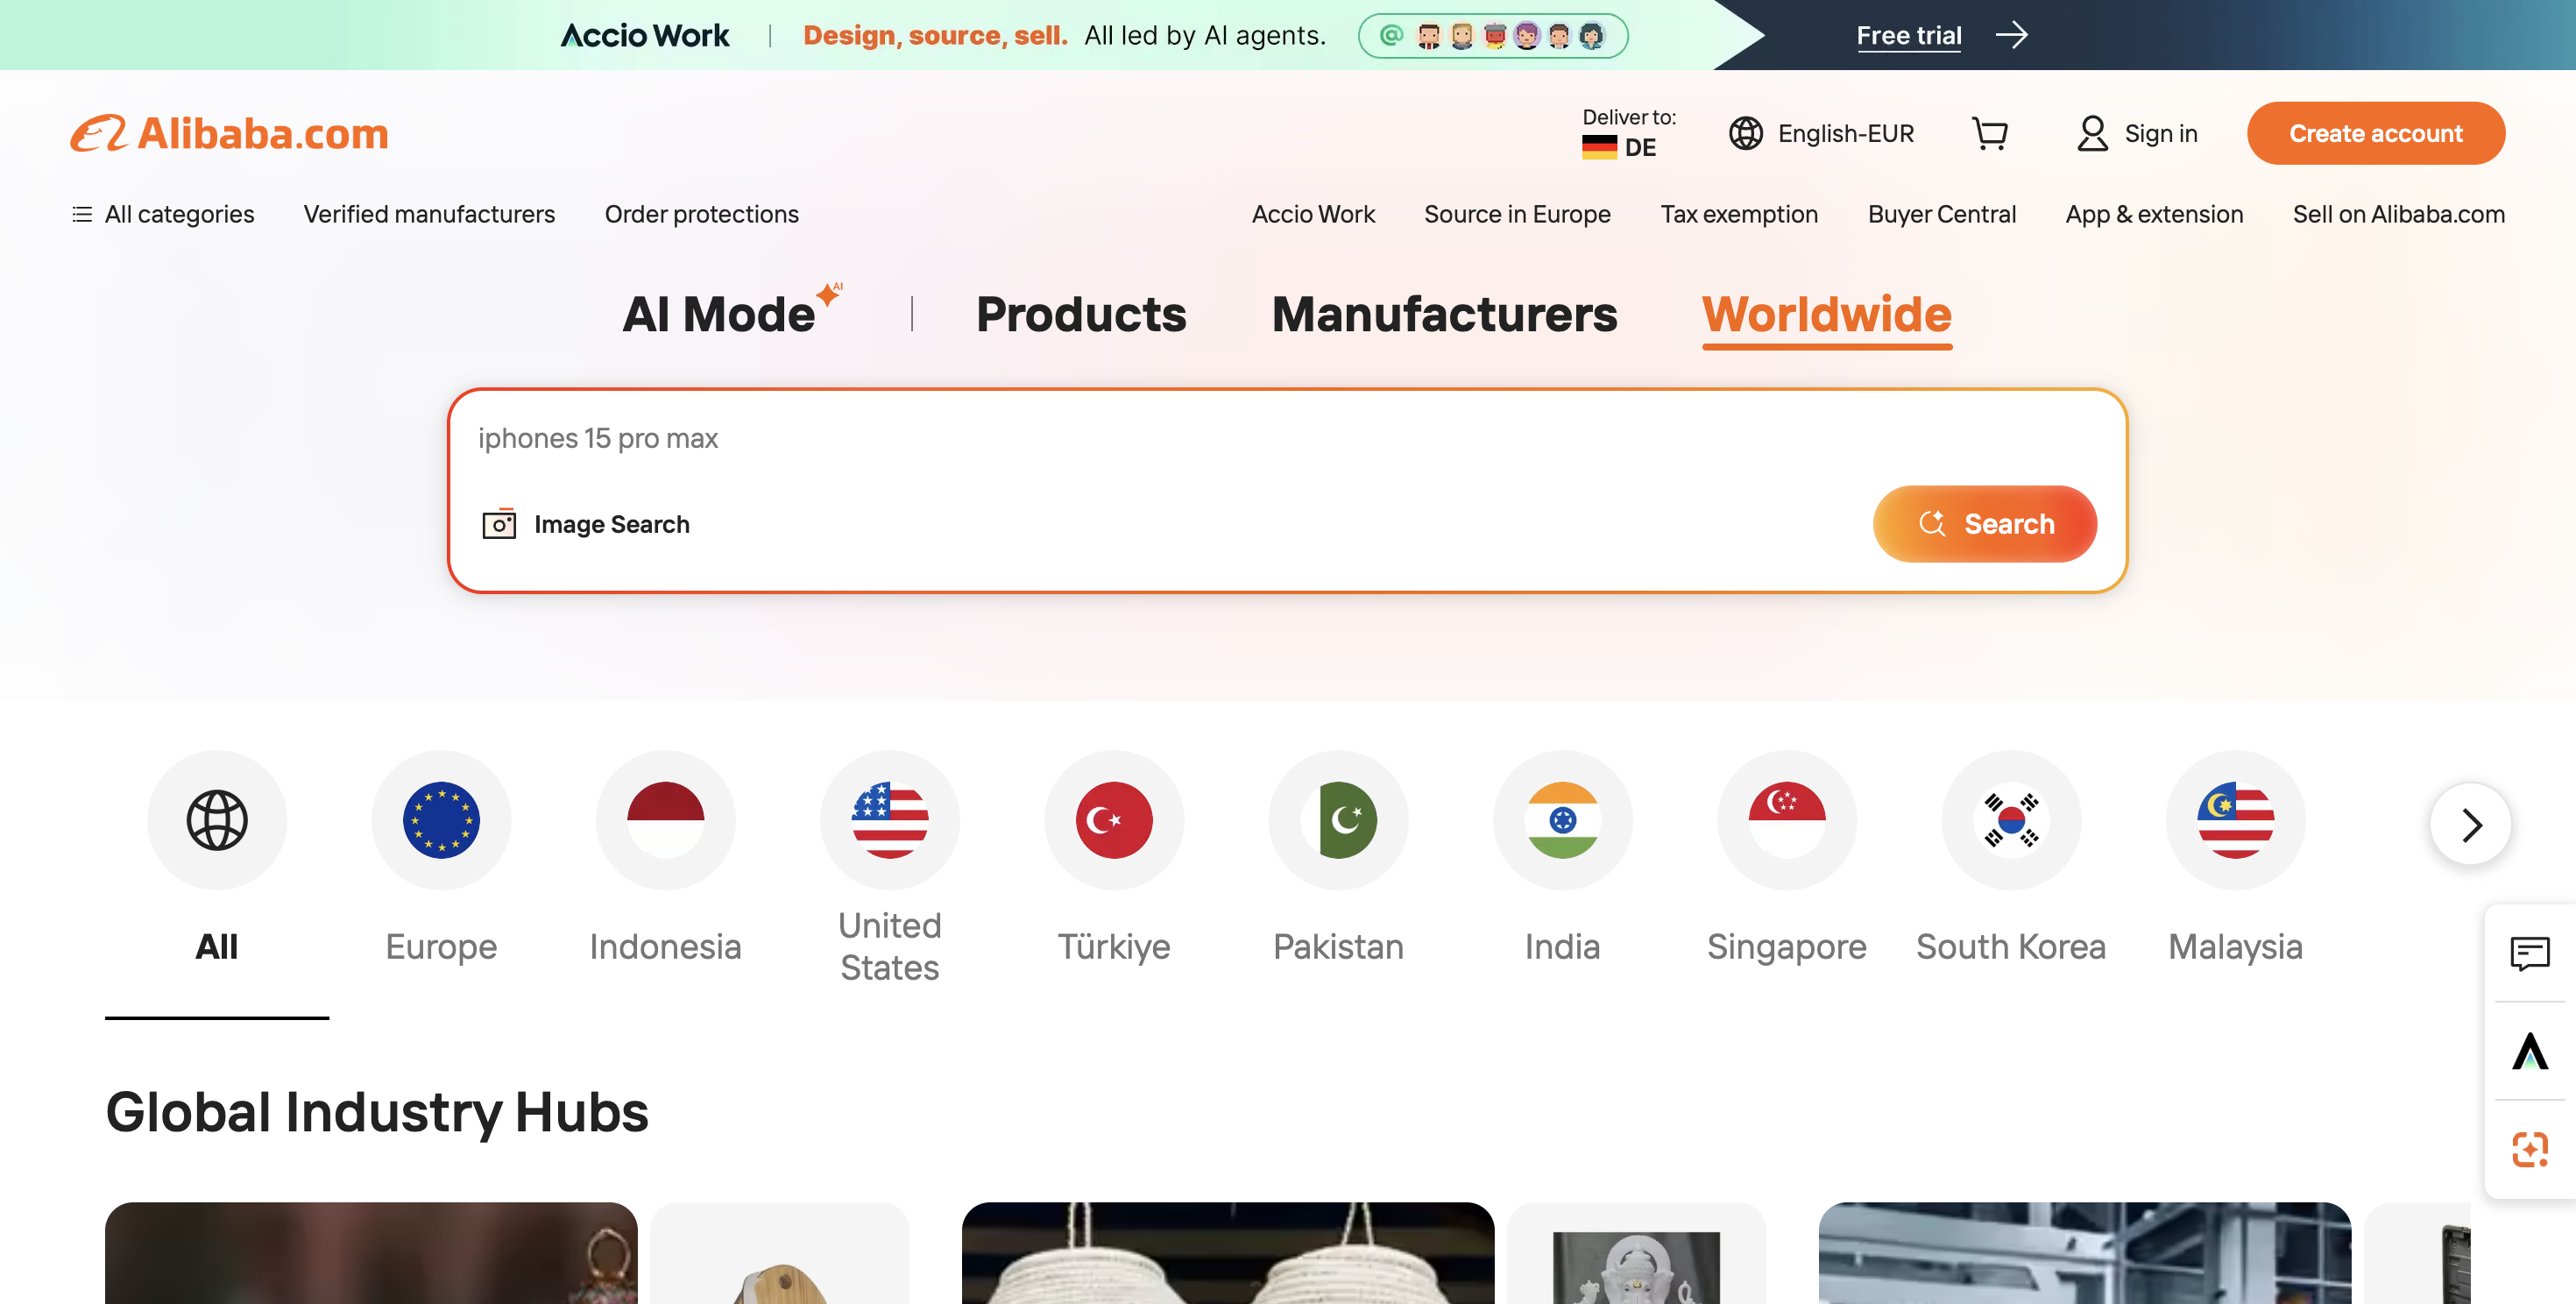 Accio Work | Design, source, sell. All led by AI agents. @ Free trial
Alibaba.com
Deliver to:
DE
English-EUR
Sign in
Create account
All categories Verified manufacturers Order protections Accio Work Source in Europe Tax exemption Buyer Central App & extension Sell on Alibaba.com
AI Mode AI | Products Manufacturers Worldwide
iphones 15 pro max
Image Search
Search
All
Europe
Indonesia
United
States
Türkiye
Pakistan
India
Singapore
South Korea
Malaysia
Global Industry Hubs